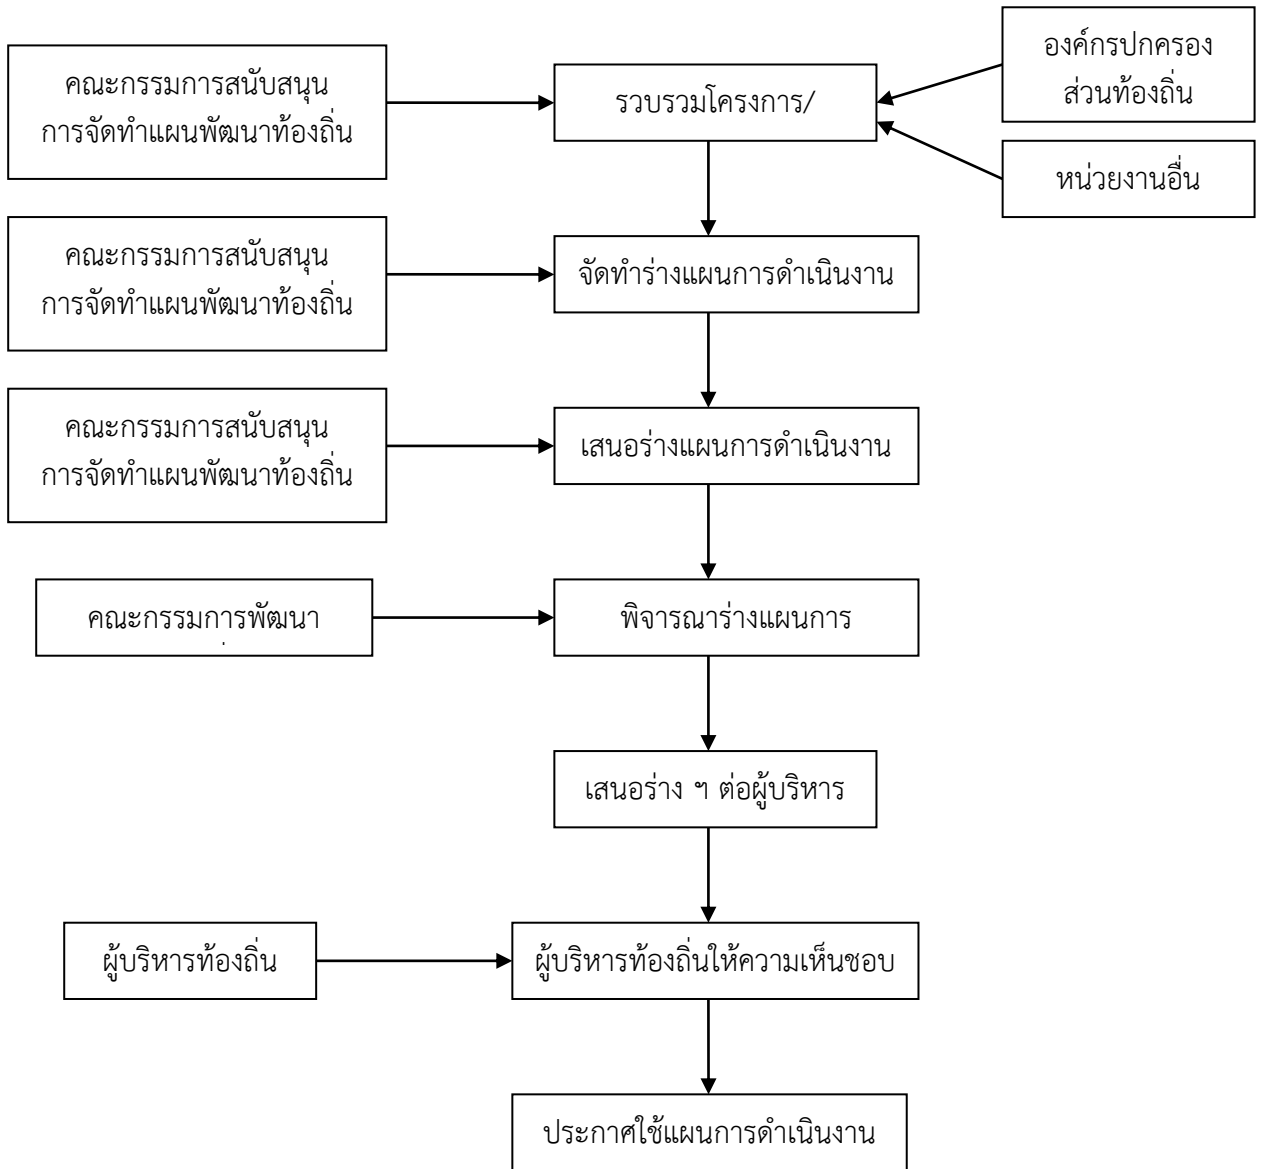 องค์กรปกครอง
ส่วนท้องถิ่น
คณะกรรมการสนับสนุน
การจัดทำแผนพัฒนาท้องถิ่น
รวบรวมโครงการ/
หน่วยงานอื่น
คณะกรรมการสนับสนุน
การจัดทำแผนพัฒนาท้องถิ่น
จัดทำร่างแผนการดำเนินงาน
คณะกรรมการสนับสนุน
การจัดทำแผนพัฒนาท้องถิ่น
เสนอร่างแผนการดำเนินงาน
คณะกรรมการพัฒนา
พิจารณาร่างแผนการ
เสนอร่าง ฯ ต่อผู้บริหาร
ผู้บริหารท้องถิ่น
ผู้บริหารท้องถิ่นให้ความเห็นชอบ
ประกาศใช้แผนการดำเนินงาน